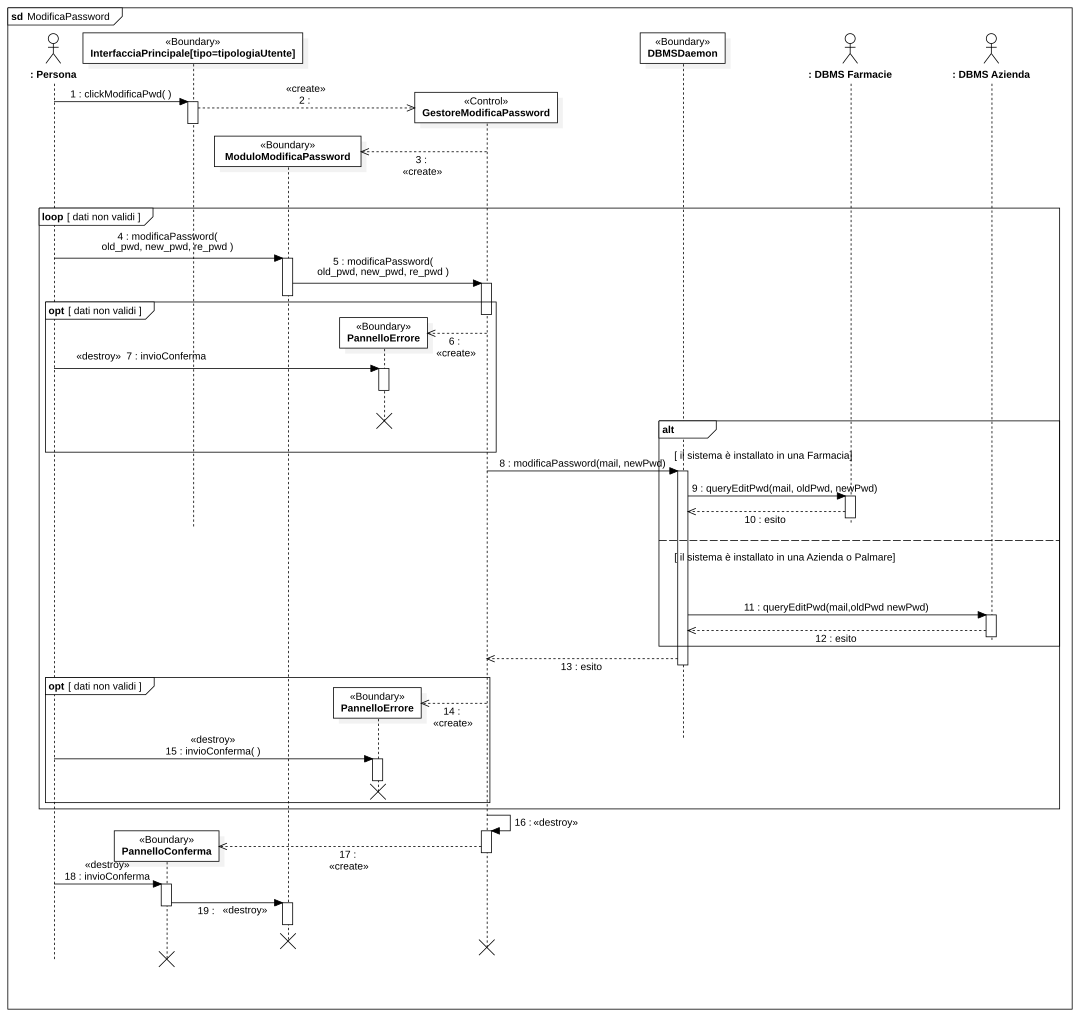 sd ModificaPassword
«Boundary»
InterfacciaPrincipale[tipo=tipologiaUtente]
«Boundary»
DBMSDaemon
: Persona
: DBMS Farmacie
: DBMS Azienda
1 : clickModificaPwd( )
«create»
2 :
«Control»
GestoreModificaPassword
«Boundary»
ModuloModificaPassword
3 :
«create»
loop [ dati non validi ]
4 : modificaPassword(
old_pwd, new_pwd, re_pwd )
5 : modificaPassword(
old_pwd, new_pwd, re_pwd )
opt [ dati non validi ]
«Boundary»
PannelloErrore
6 :
«create»
«destroy» 7 : invioConferma
alt
[ il sistema è installato in una Farmacia]
8 : modificaPassword(mail, newPwd)
9 : queryEditPwd(mail, oldPwd, newPwd)
10 : esito
[ il sistema è installato in una Azienda o Palmare]
11 : queryEditPwd(mail,oldPwd newPwd)
12 : esito
13 : esito
opt [ dati non validi ]
«Boundary»
PannelloErrore
14 :
«create»
«destroy»
15 : invioConferma( )
16 : «destroy»
«Boundary»
PannelloConferma
17 :
«create»
«destroy»
18 : invioConferma
19 : «destroy»